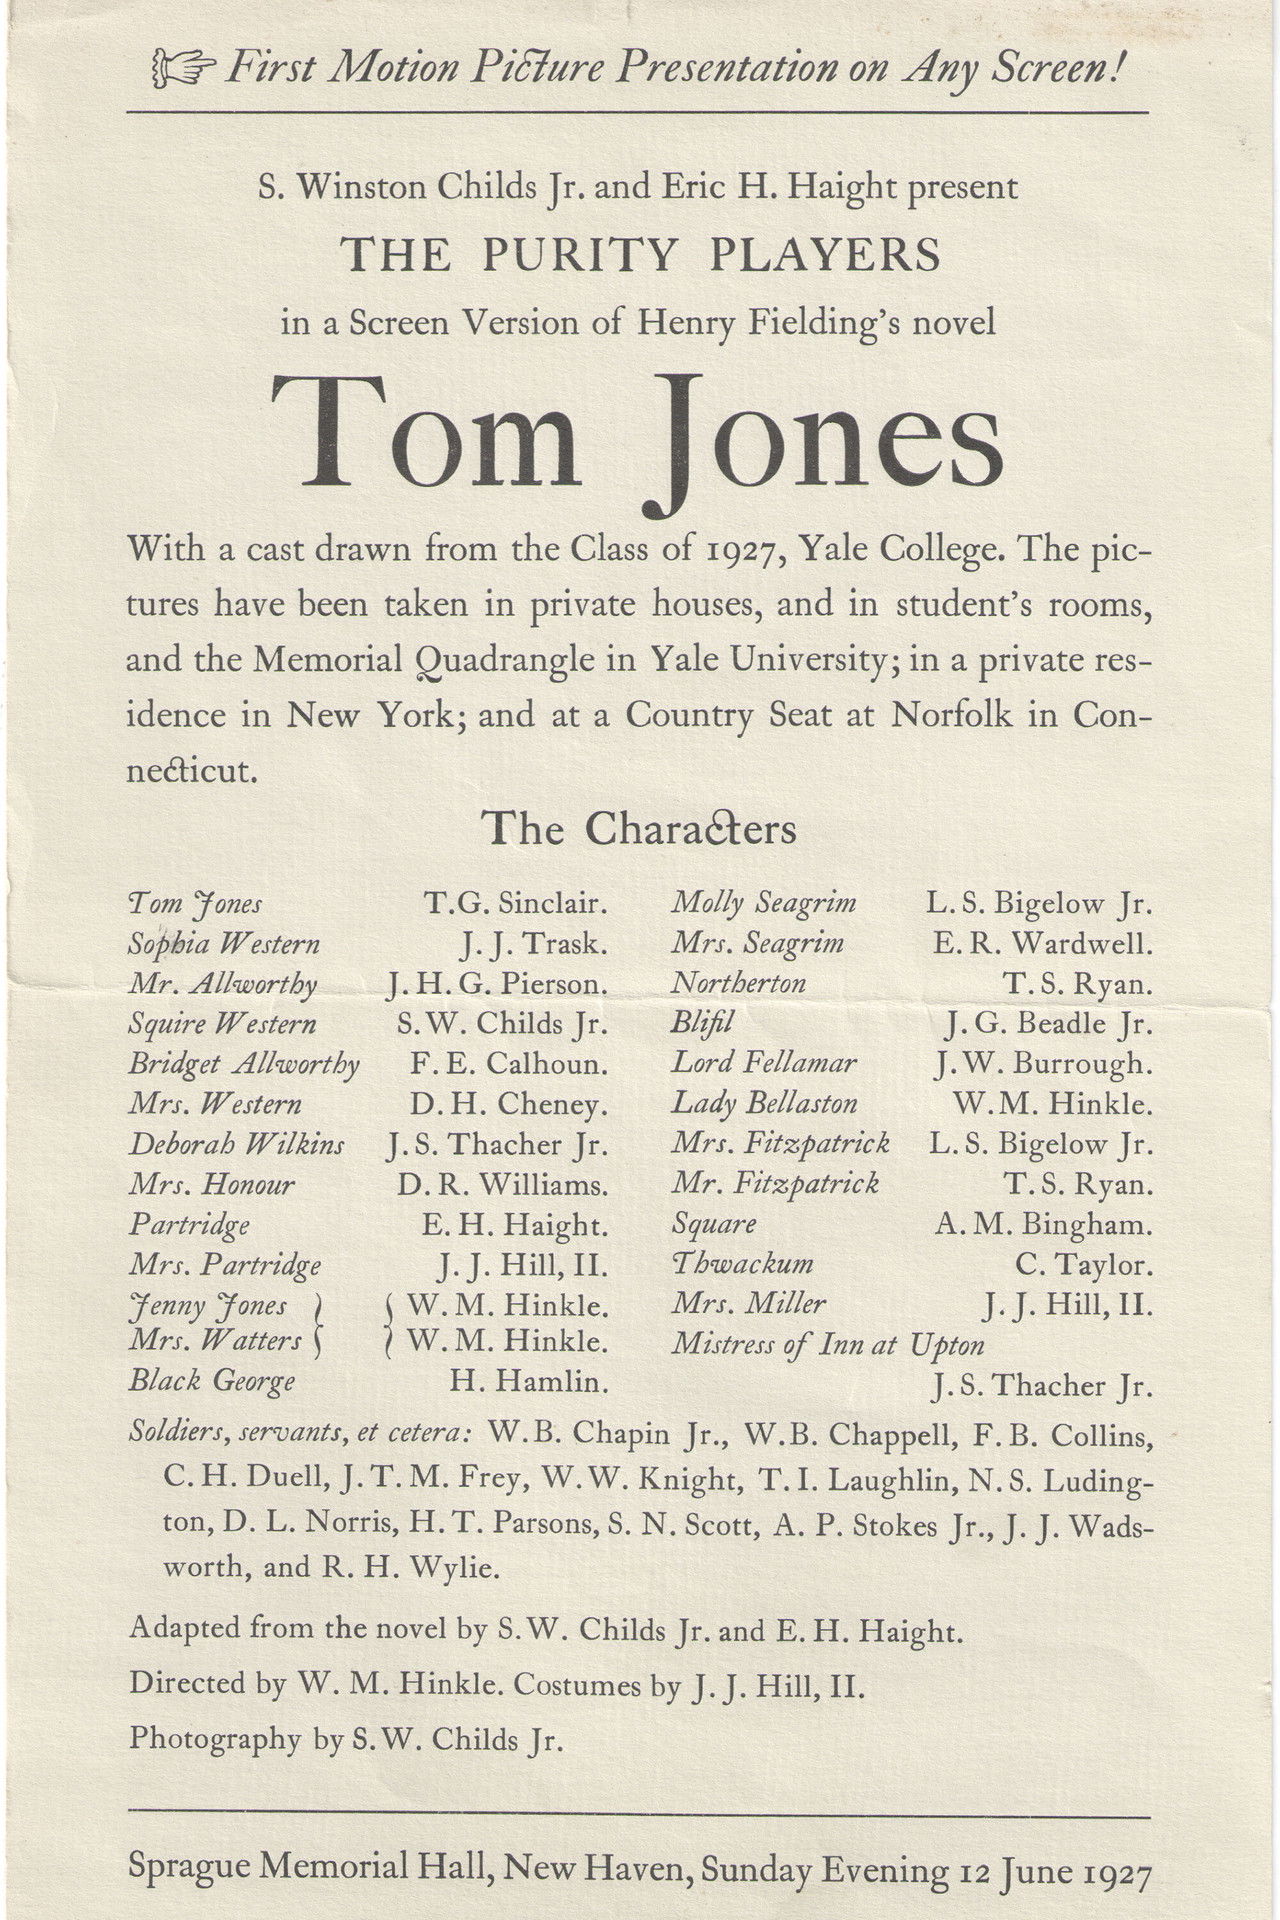 First Motion Picture Presentation on Any Screen!
S. Winston Childs Jr. and Eric H. Haight present
THE PURITY PLAYERS
in a Screen Version of Henry Fielding's novel
Tom Jones
With a cast drawn from the Class of 1927, Yale College. The pic-
tures have been taken in private houses, and in student's rooms,
and the Memorial Quadrangle in Yale University; in a private res-
idence in New York; and at a Country Seat at Norfolk in Con-
necticut.
The Characters
Tom Jones T.G. Sinclair.
Sophia Western J. J. Trask.
Mr. Allworthy J. H. G. Pierson.
Squire Western S.W. Childs Jr.
Bridget Allworthy F. E. Calhoun.
Mrs. Western D. H. Cheney.
Deborah Wilkins J. S. Thacher Jr.
Mrs. Honour D. R. Williams.
Partridge E. H. Haight.
Mrs. Partridge J. J. Hill, II.
Jenny Jones } { W. M. Hinkle.
Mrs. Watters } { W. M. Hinkle.
Black George H. Hamlin.
Molly Seagrim L. S. Bigelow Jr.
Mrs. Seagrim E. R. Wardwell.
Northerton T. S. Ryan.
Blifil J. G. Beadle Jr.
Lord Fellamar J. W. Burrough.
Lady Bellaston W. M. Hinkle.
Mrs. Fitzpatrick L. S. Bigelow Jr.
Mr. Fitzpatrick T. S. Ryan.
Square A. M. Bingham.
Thwackum C. Taylor.
Mrs. Miller J. J. Hill, II.
Mistress of Inn at Upton
J. S. Thacher Jr.
Soldiers, servants, et cetera: W. B. Chapin Jr., W. B. Chappell, F. B. Collins,
C. H. Duell, J. T. M. Frey, W. W. Knight, T. I. Laughlin, N. S. Luding-
ton, D. L. Norris, H. T. Parsons, S. N. Scott, A. P. Stokes Jr., J. J. Wads-
worth, and R. H. Wylie.
Adapted from the novel by S. W. Childs Jr. and E. H. Haight.
Directed by W. M. Hinkle. Costumes by J. J. Hill, II.
Photography by S. W. Childs Jr.
Sprague Memorial Hall, New Haven, Sunday Evening 12 June 1927